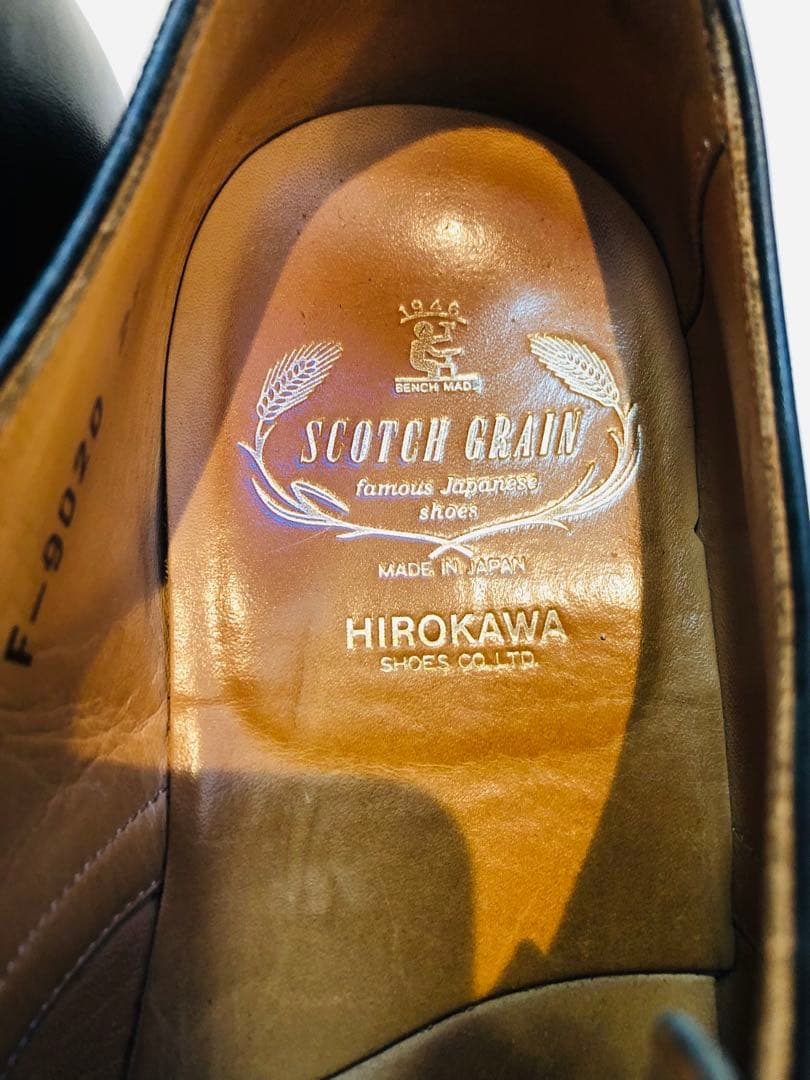 1946
BENCH MADE
SCOTCH GRAIN
famous Japanese
shoes
MADE IN JAPAN
HIROKAWA
SHOES CO.,LTD.
F-9020